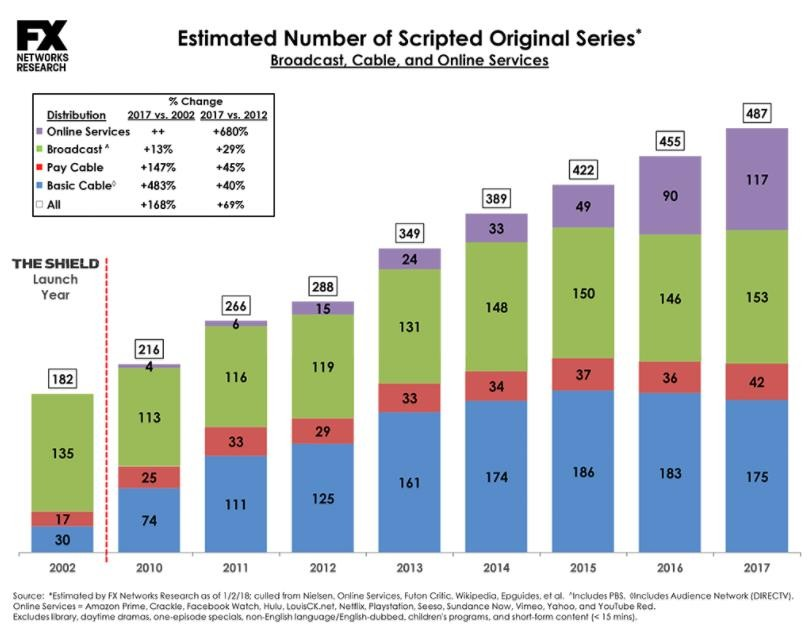 FX
NETWORKS
RESEARCH
Estimated Number of Scripted Original Series*
Broadcast, Cable, and Online Services
% Change
Distribution 2017 vs. 2002 2017 vs. 2012
Online Services ++ +680%
Broadcast ^ +13% +29%
Pay Cable +147% +45%
Basic Cable◊ +483% +40%
All +168% +69%
THE SHIELD
Launch
Year
182
135
17
30
216
4
113
25
74
266
6
116
33
111
288
15
119
29
125
349
24
131
33
161
389
33
148
34
174
422
49
150
37
186
455
90
146
36
183
487
117
153
42
175
2002 2010 2011 2012 2013 2014 2015 2016 2017
Source: *Estimated by FX Networks Research as of 1/2/18; culled from Nielsen, Online Services, Futon Critic, Wikipedia, Epguides, et al. ^Includes PBS. ◊Includes Audience Network (DIRECTV).
Online Services = Amazon Prime, Crackle, Facebook Watch, Hulu, LouisCK.net, Netflix, Playstation, Seeso, Sundance Now, Vimeo, Yahoo, and YouTube Red.
Excludes library, daytime dramas, one-episode specials, non-English language/English-dubbed, children's programs, and short-form content (< 15 mins).